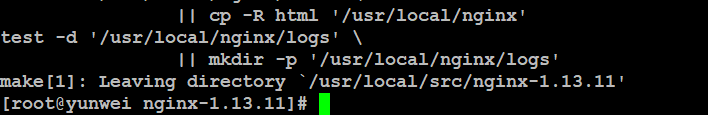 || cp -R html '/usr/local/nginx'
test -d '/usr/local/nginx/logs' \
|| mkdir -p '/usr/local/nginx/logs'
make[1]: Leaving directory `/usr/local/src/nginx-1.13.11'
[root@yunwei nginx-1.13.11]#